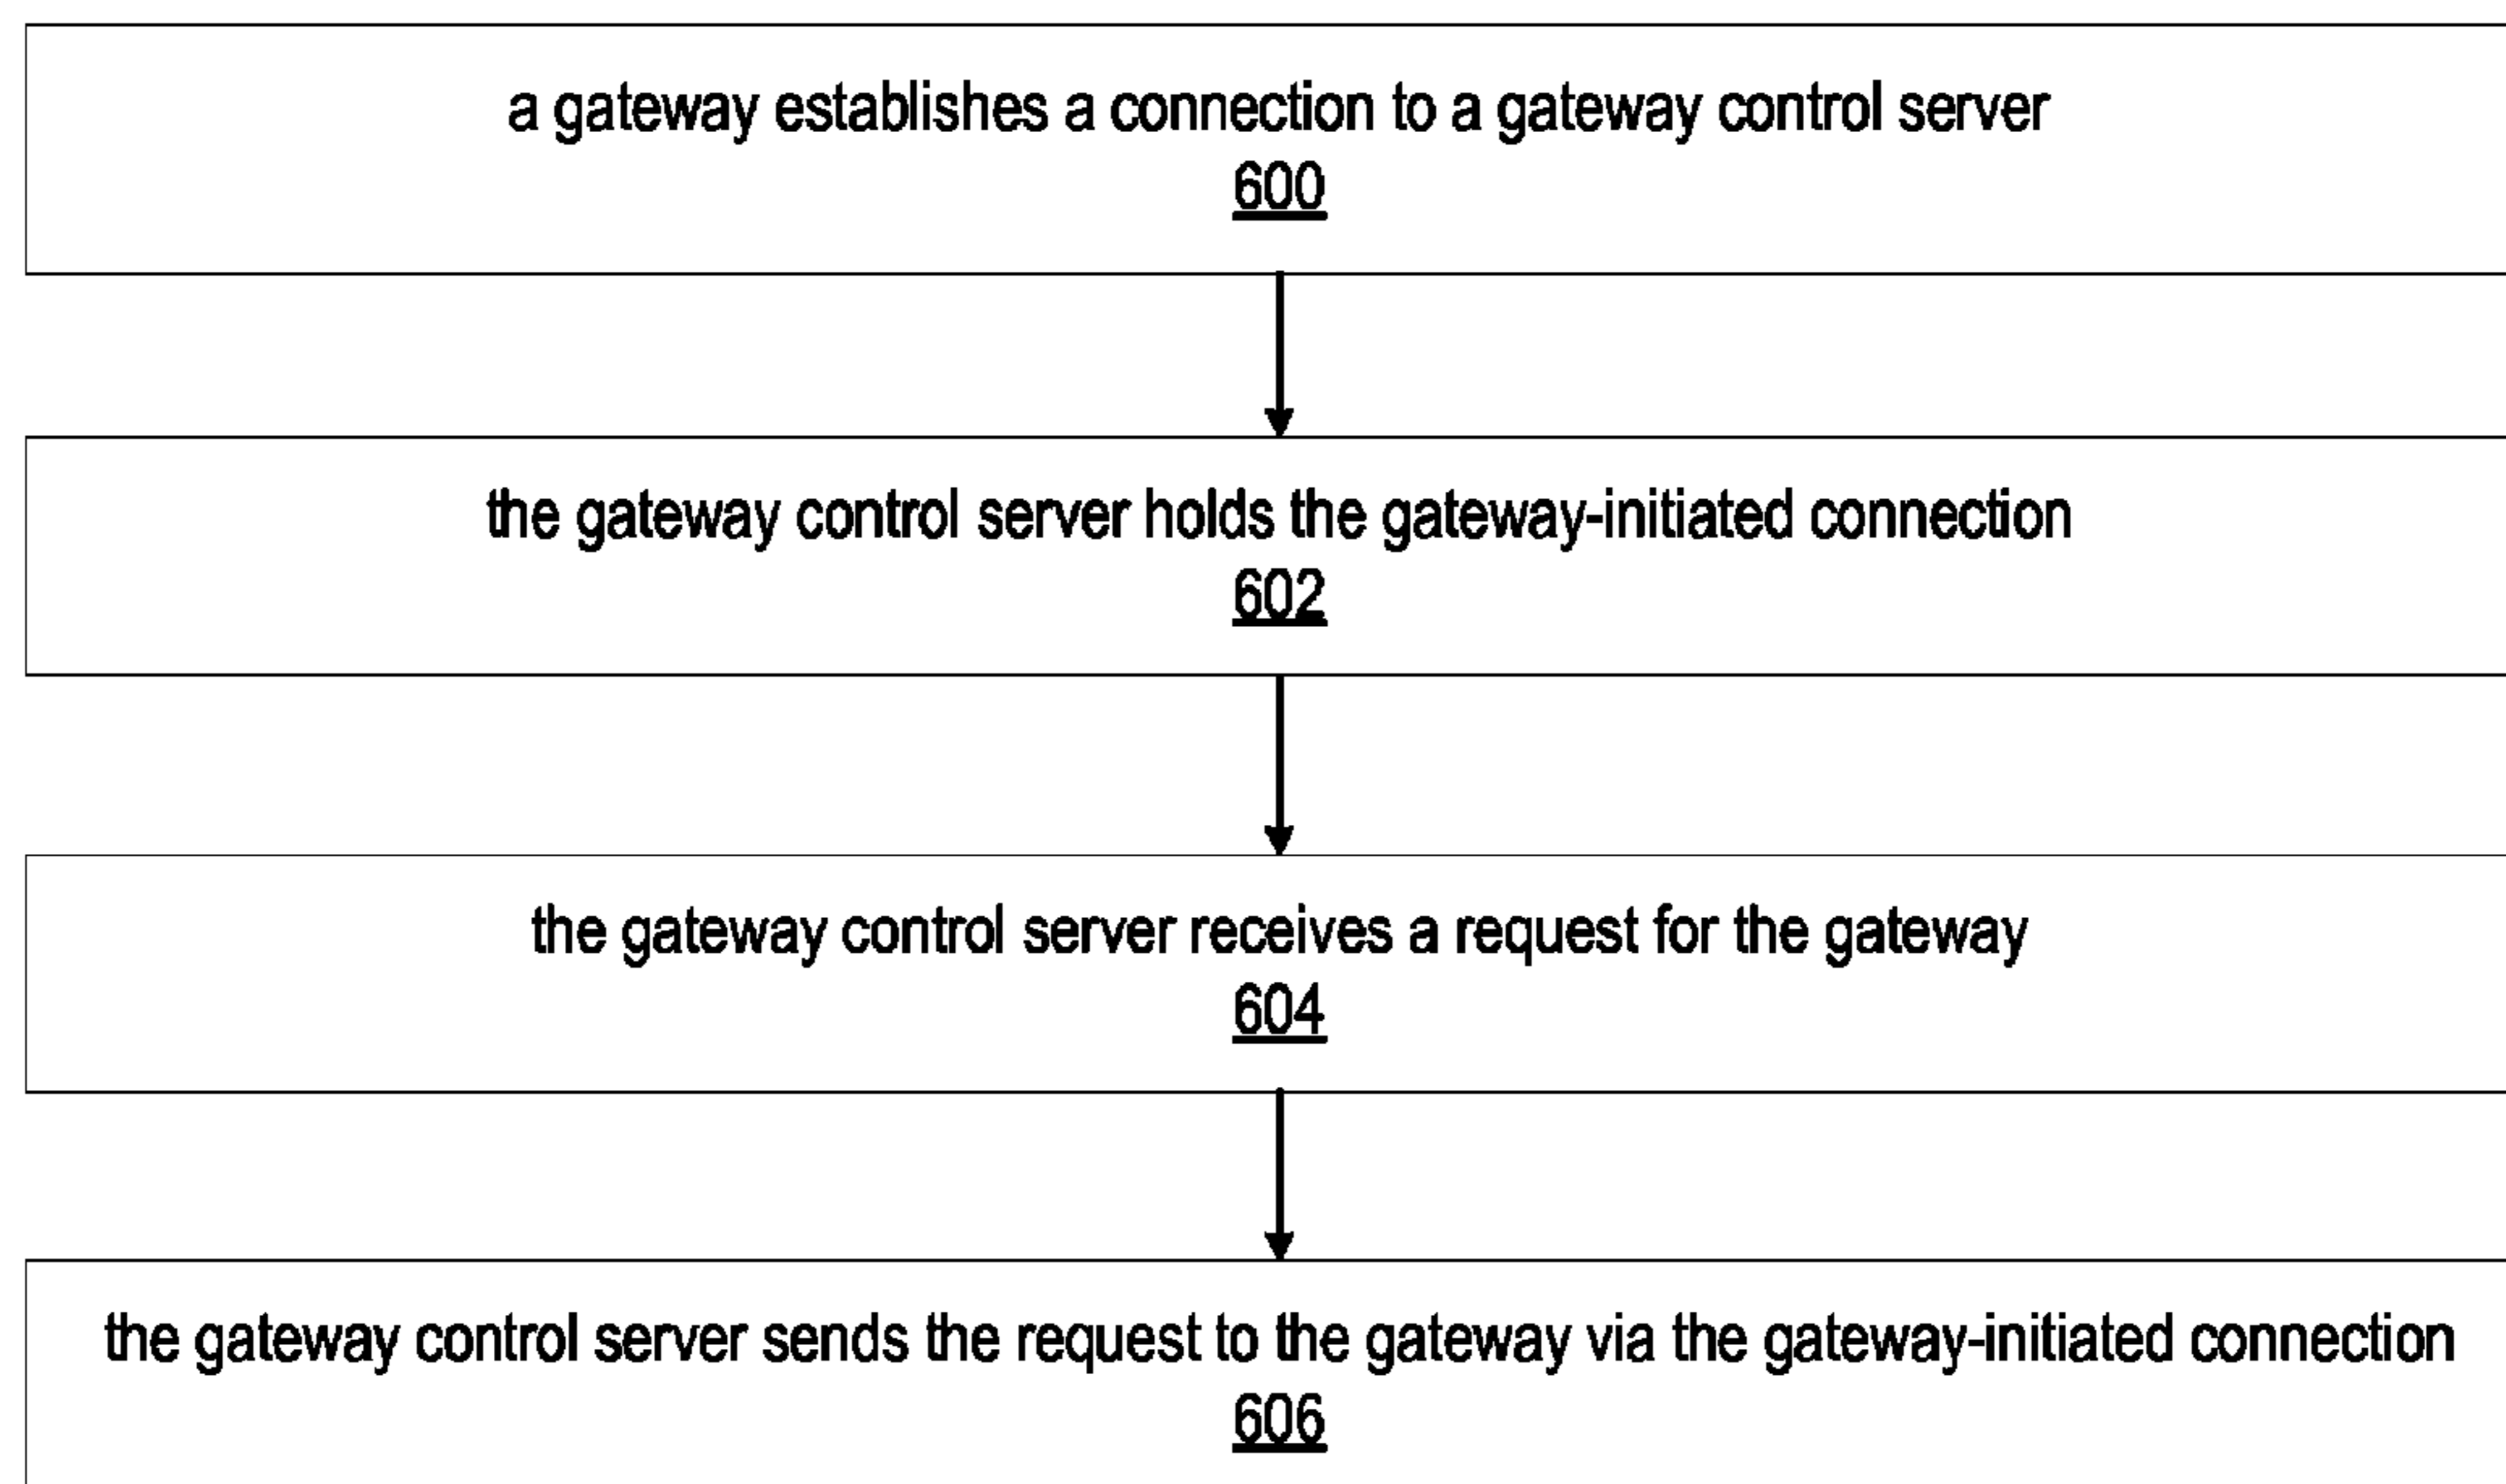 a gateway establishes a connection to a gateway control server
600
the gateway control server holds the gateway-initiated connection
602
the gateway control server receives a request for the gateway
604
the gateway control server sends the request to the gateway via the gateway-initiated connection
606